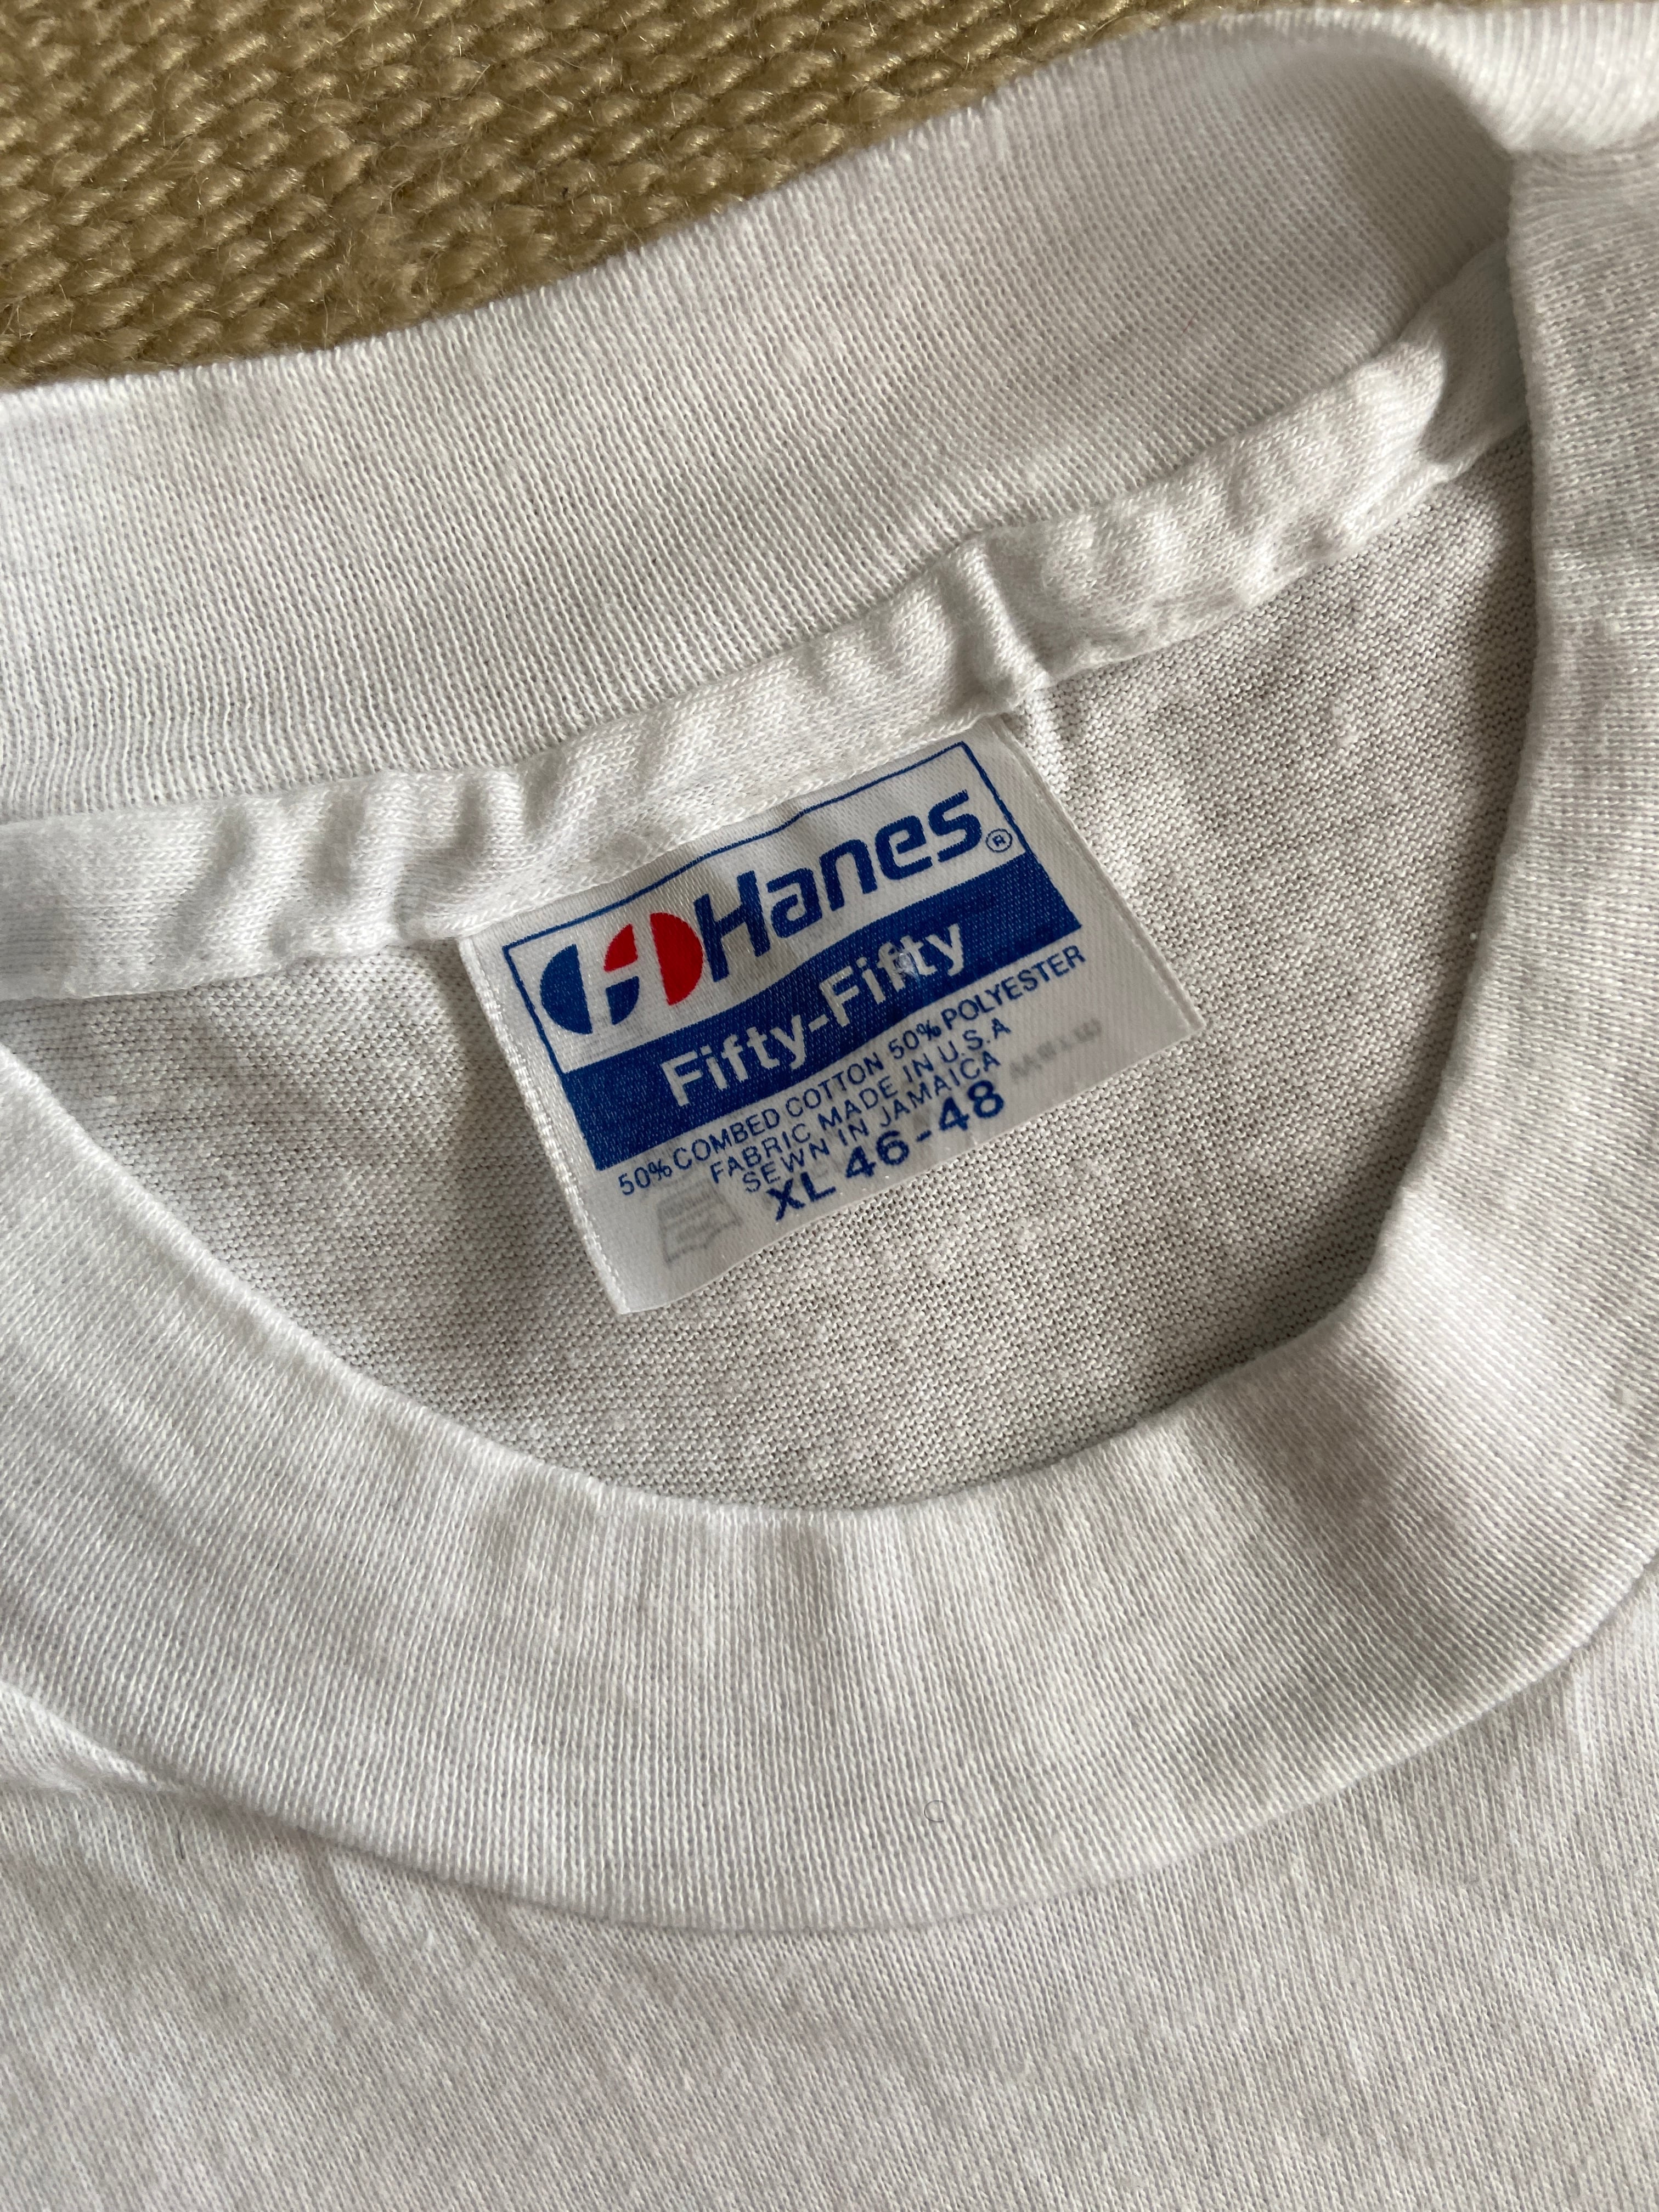 Hanes®
Fifty-Fifty
50% COMBED COTTON 50% POLYESTER
FABRIC MADE IN U.S.A
SEWN IN JAMAICA
XL 46-48